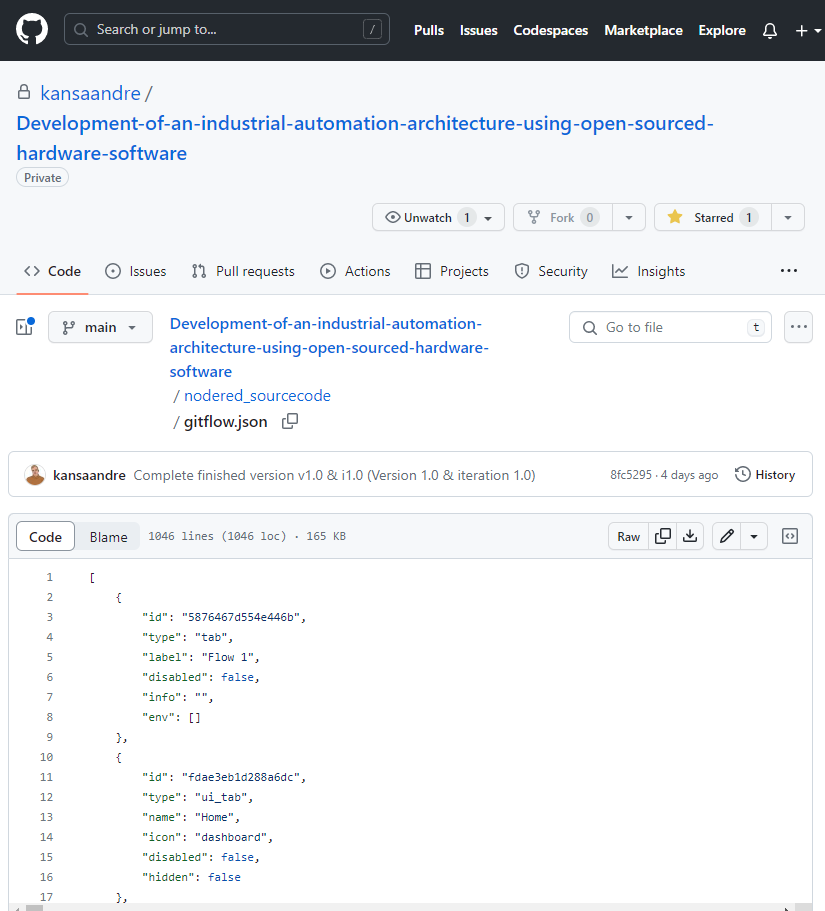 Search or jump to... /
Pulls Issues Codespaces Marketplace Explore
kansaandre /
Development-of-an-industrial-automation-architecture-using-open-sourced-
hardware-software
Private
Unwatch 1 Fork 0 Starred 1
Code Issues Pull requests Actions Projects Security Insights
main
Development-of-an-industrial-automation-
architecture-using-open-sourced-hardware-
software
/ nodered_sourcecode
/ gitflow.json
Go to file t
kansaandre Complete finished version v1.0 & i1.0 (Version 1.0 & iteration 1.0) 8fc5295 · 4 days ago History
Code Blame 1046 lines (1046 loc) · 165 KB Raw
1 [
2 {
3 "id": "5876467d554e446b",
4 "type": "tab",
5 "label": "Flow 1",
6 "disabled": false,
7 "info": "",
8 "env": []
9 },
10 {
11 "id": "fdae3eb1d288a6dc",
12 "type": "ui_tab",
13 "name": "Home",
14 "icon": "dashboard",
15 "disabled": false,
16 "hidden": false
17 },